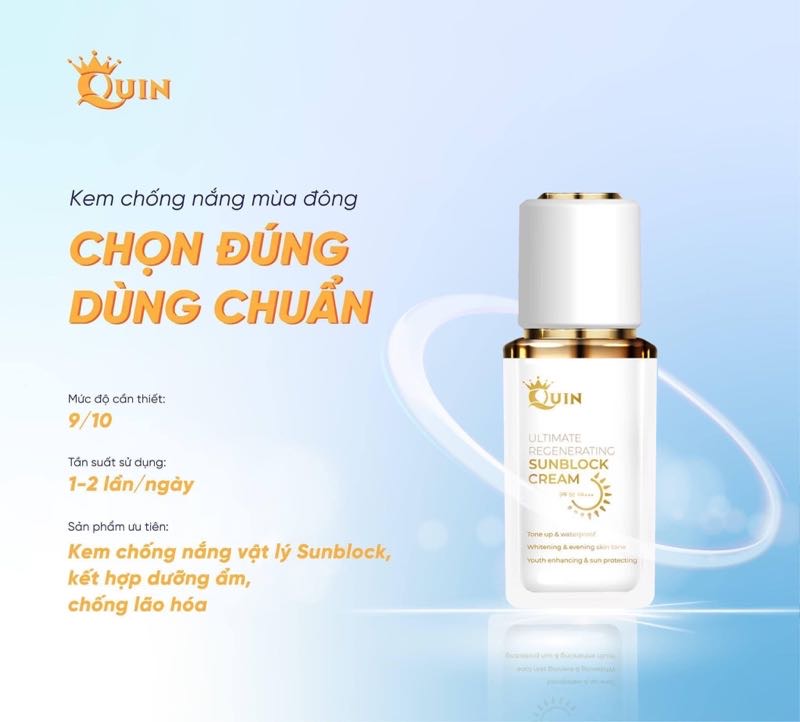 QUIN
Kem chống nắng mùa đông
CHỌN ĐÚNG
DÙNG CHUẨN
Mức độ cần thiết:
9/10
Tần suất sử dụng:
1-2 lần/ngày
Sản phẩm ưu tiên:
Kem chống nắng vật lý Sunblock,
kết hợp dưỡng ẩm,
chống lão hóa
QUIN
ULTIMATE
REGENERATING
SUNBLOCK
CREAM
SPF 50 PA+++
Tone up & waterproof
Whitening & evening skin tone
Youth enhancing & sun protecting